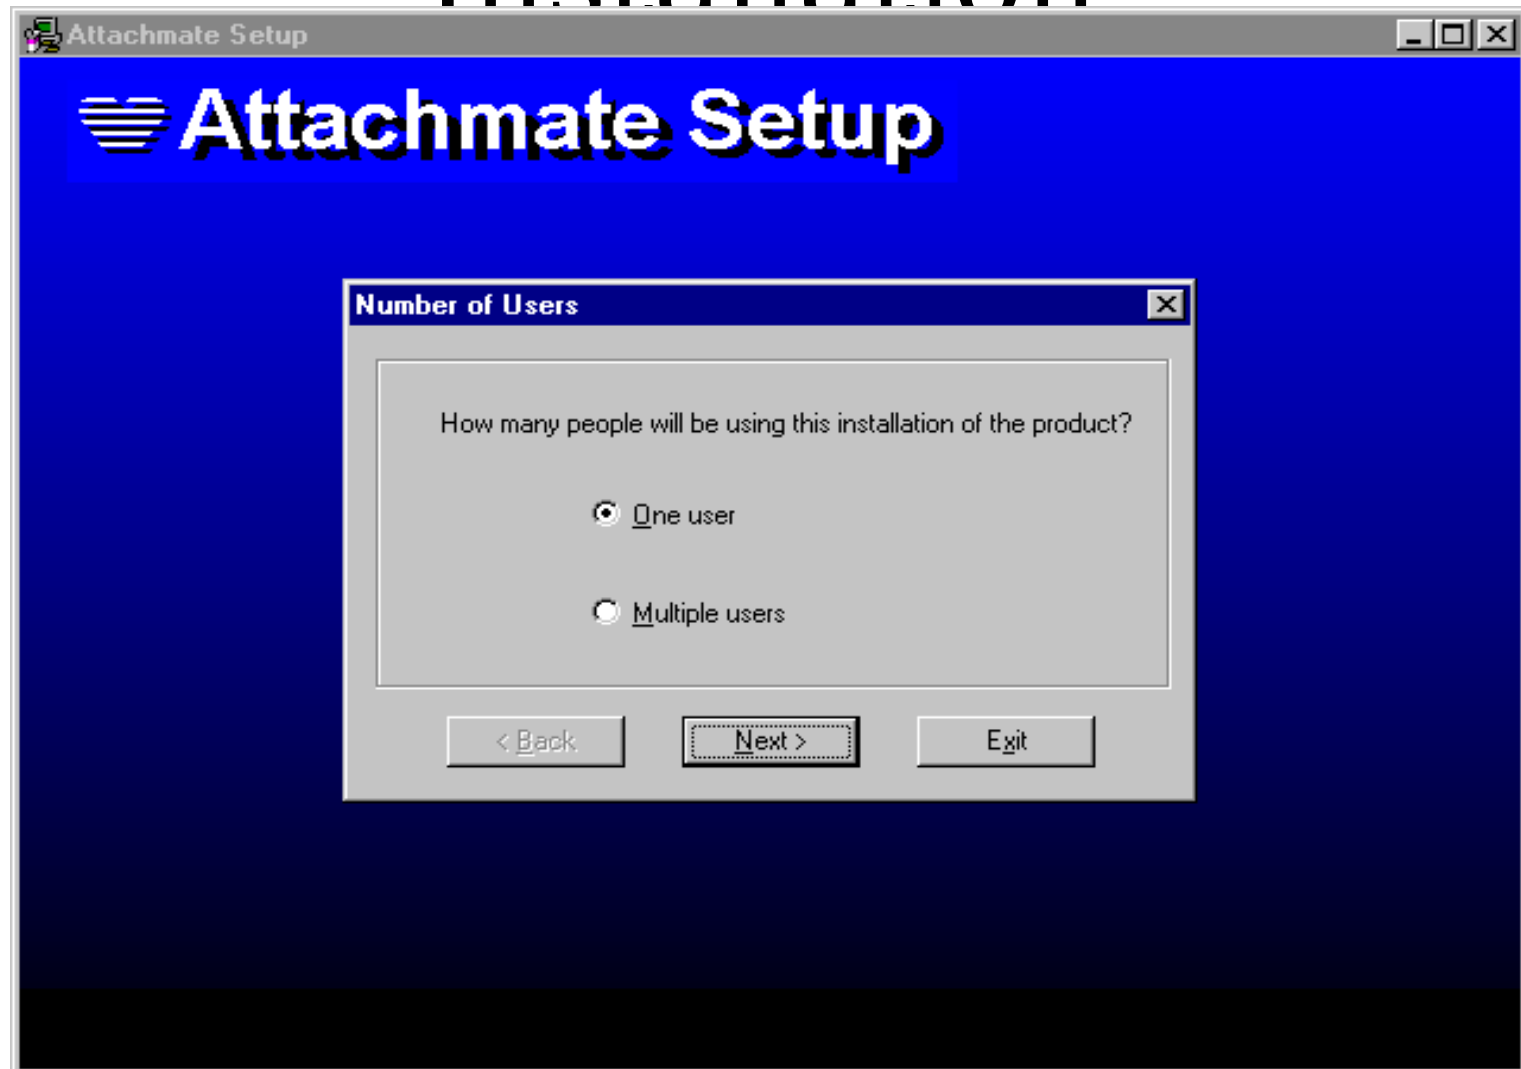 Attachmate Setup
Attachmate Setup
Number of Users
How many people will be using this installation of the product?
One user
Multiple users
< Back
Next >
Exit